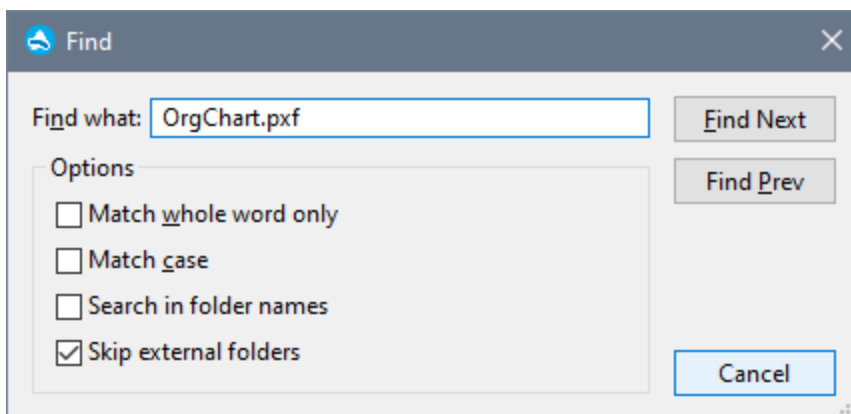 Find
Find what: OrgChart.pxf
Find Next
Options
Find Prev
Match whole word only
Match case
Search in folder names
Skip external folders
Cancel